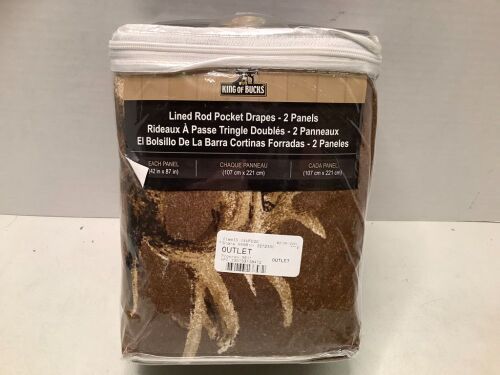 KING OF BUCKS
Lined Rod Pocket Drapes - 2 Panels
Rideaux À Passe Tringle Doublés - 2 Panneaux
El Bolsillo De La Barra Cortinas Forradas - 2 Paneles
EACH PANEL CHAQUE PANNEAU CADA PANEL
(42 in x 87 in) (107 cm x 221 cm) (107 cm x 221 cm)
OUTLET
OUTLET